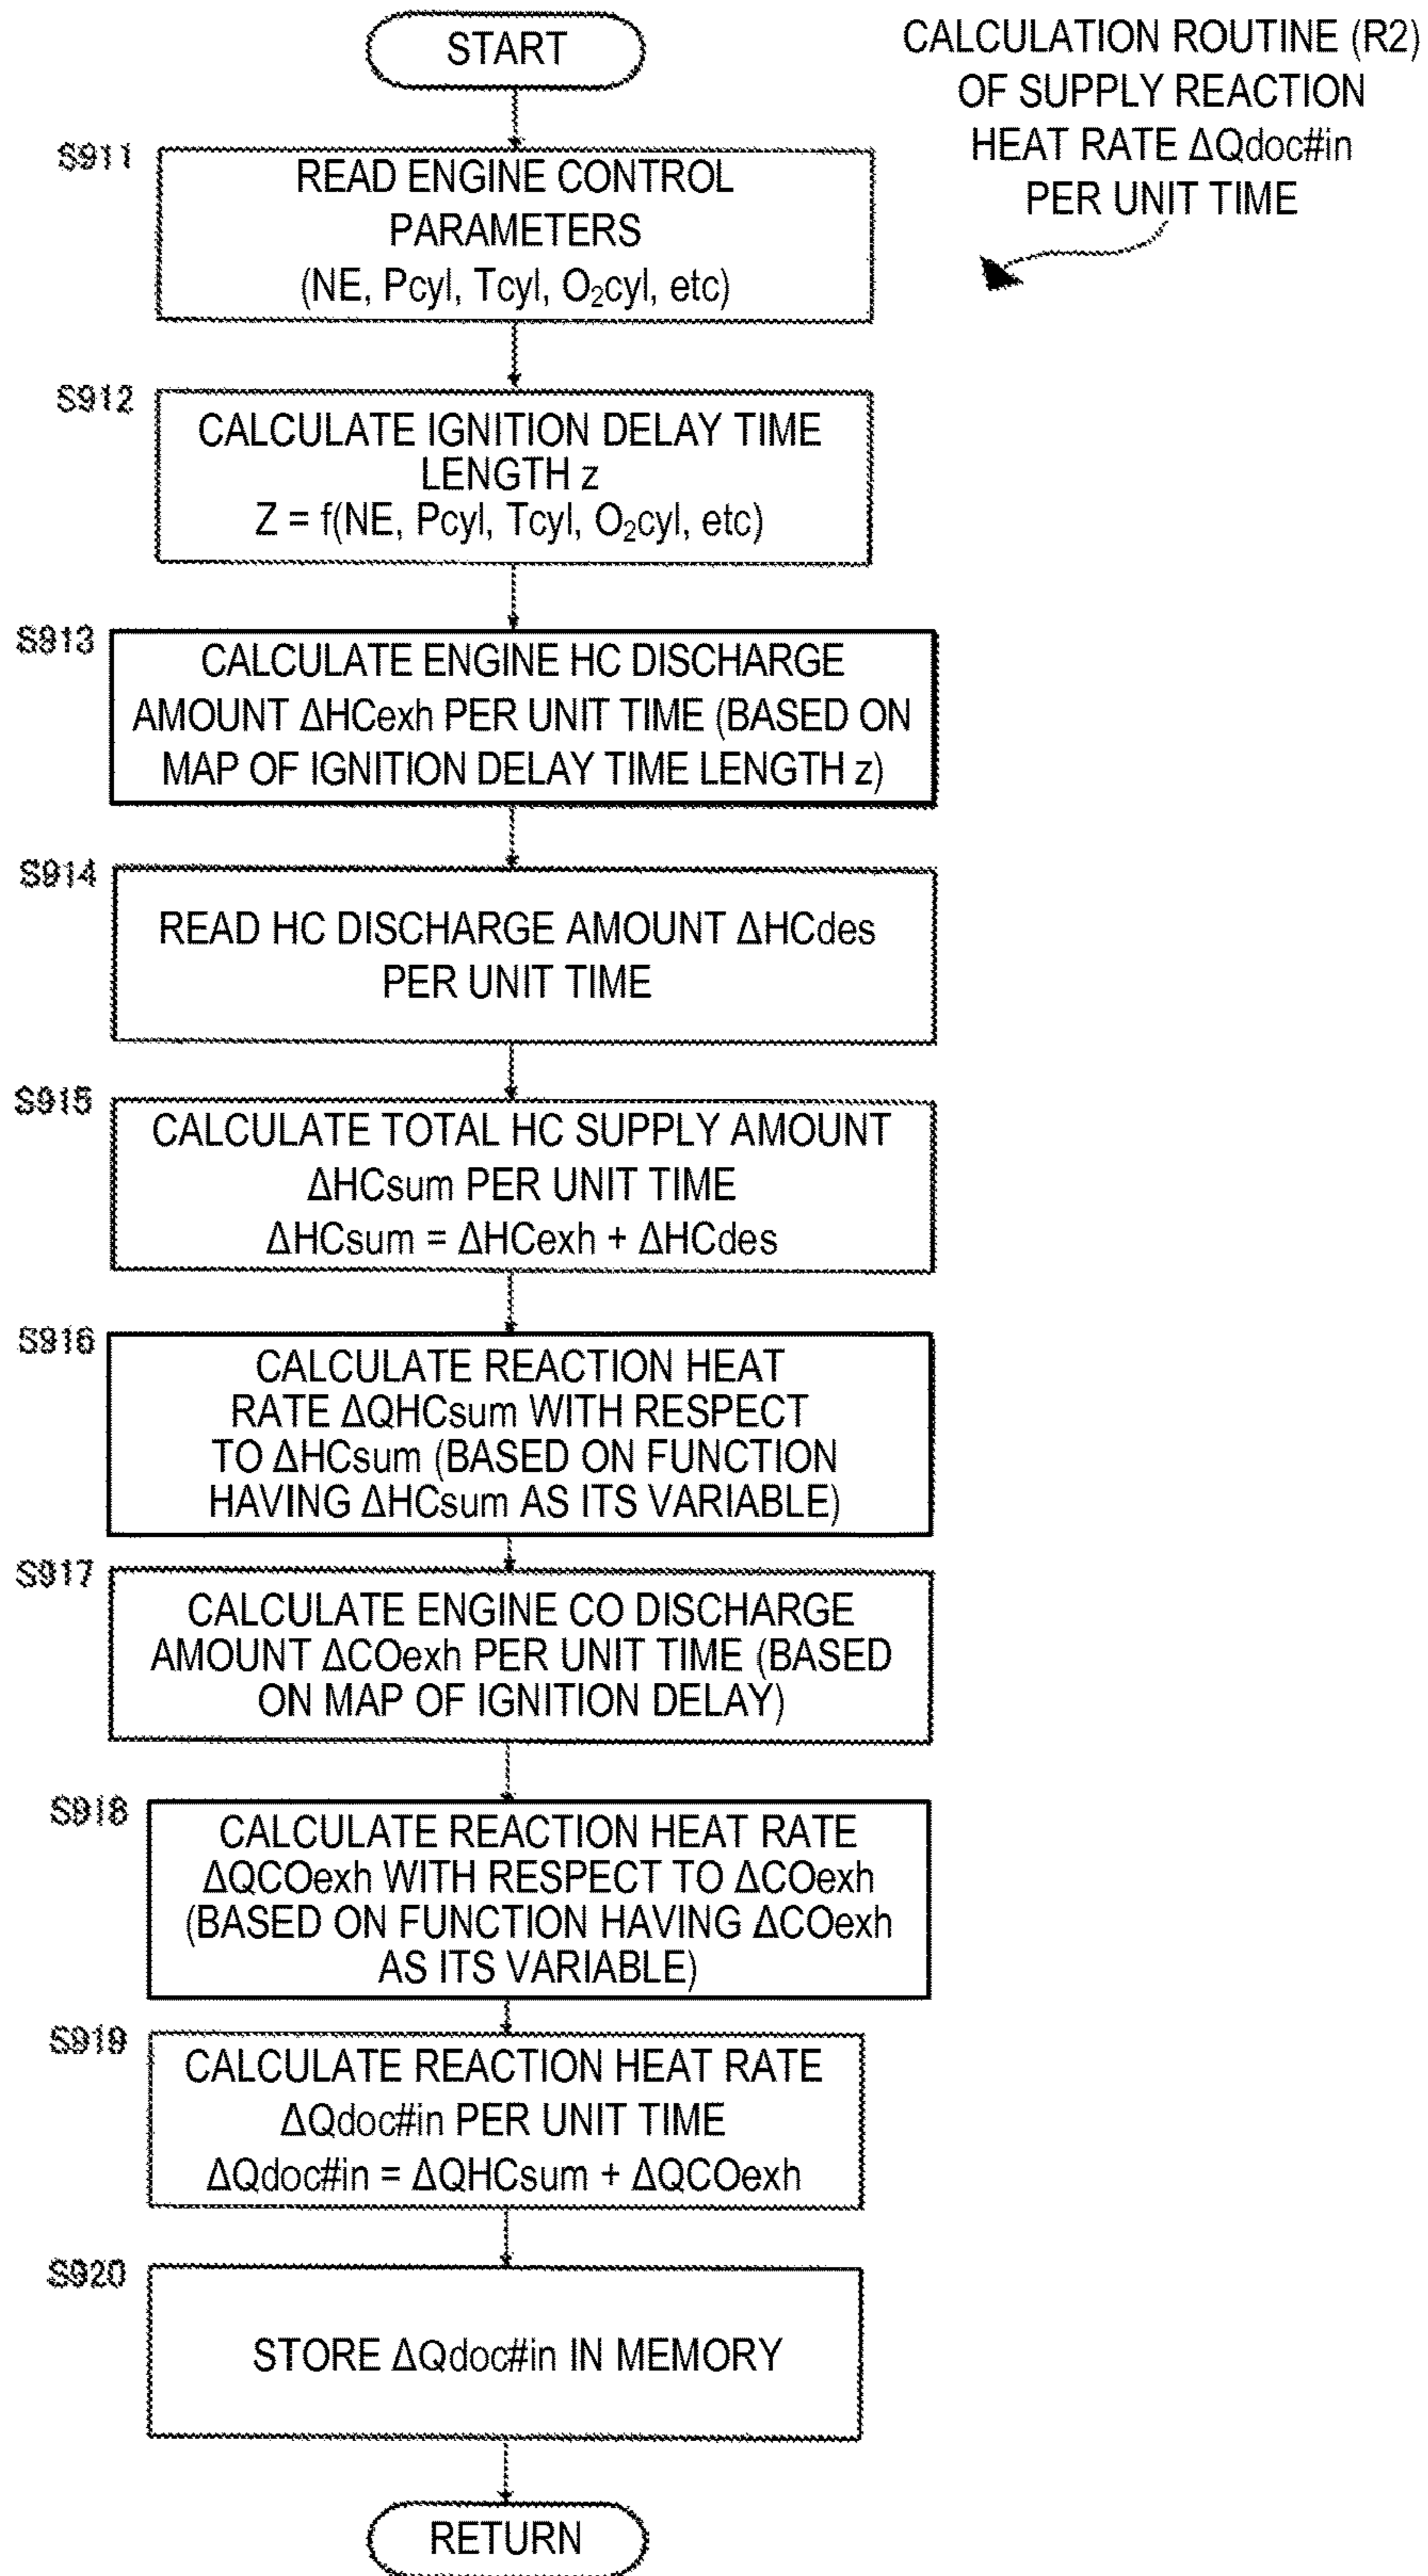 START
CALCULATION ROUTINE (R2)
OF SUPPLY REACTION
HEAT RATE ΔQdoc#in
PER UNIT TIME
S911
READ ENGINE CONTROL
PARAMETERS
(NE, Pcyl, Tcyl, O₂cyl, etc)
S912
CALCULATE IGNITION DELAY TIME
LENGTH z
Z = f(NE, Pcyl, Tcyl, O₂cyl, etc)
S913
CALCULATE ENGINE HC DISCHARGE
AMOUNT ΔHCexh PER UNIT TIME (BASED ON
MAP OF IGNITION DELAY TIME LENGTH z)
S914
READ HC DISCHARGE AMOUNT ΔHCdes
PER UNIT TIME
S915
CALCULATE TOTAL HC SUPPLY AMOUNT
ΔHCsum PER UNIT TIME
ΔHCsum = ΔHCexh + ΔHCdes
S916
CALCULATE REACTION HEAT
RATE ΔQHCsum WITH RESPECT
TO ΔHCsum (BASED ON FUNCTION
HAVING ΔHCsum AS ITS VARIABLE)
S917
CALCULATE ENGINE CO DISCHARGE
AMOUNT ΔCOexh PER UNIT TIME (BASED
ON MAP OF IGNITION DELAY)
S918
CALCULATE REACTION HEAT RATE
ΔQCOexh WITH RESPECT TO ΔCOexh
(BASED ON FUNCTION HAVING ΔCOexh
AS ITS VARIABLE)
S919
CALCULATE REACTION HEAT RATE
ΔQdoc#in PER UNIT TIME
ΔQdoc#in = ΔQHCsum + ΔQCOexh
S920
STORE ΔQdoc#in IN MEMORY
RETURN